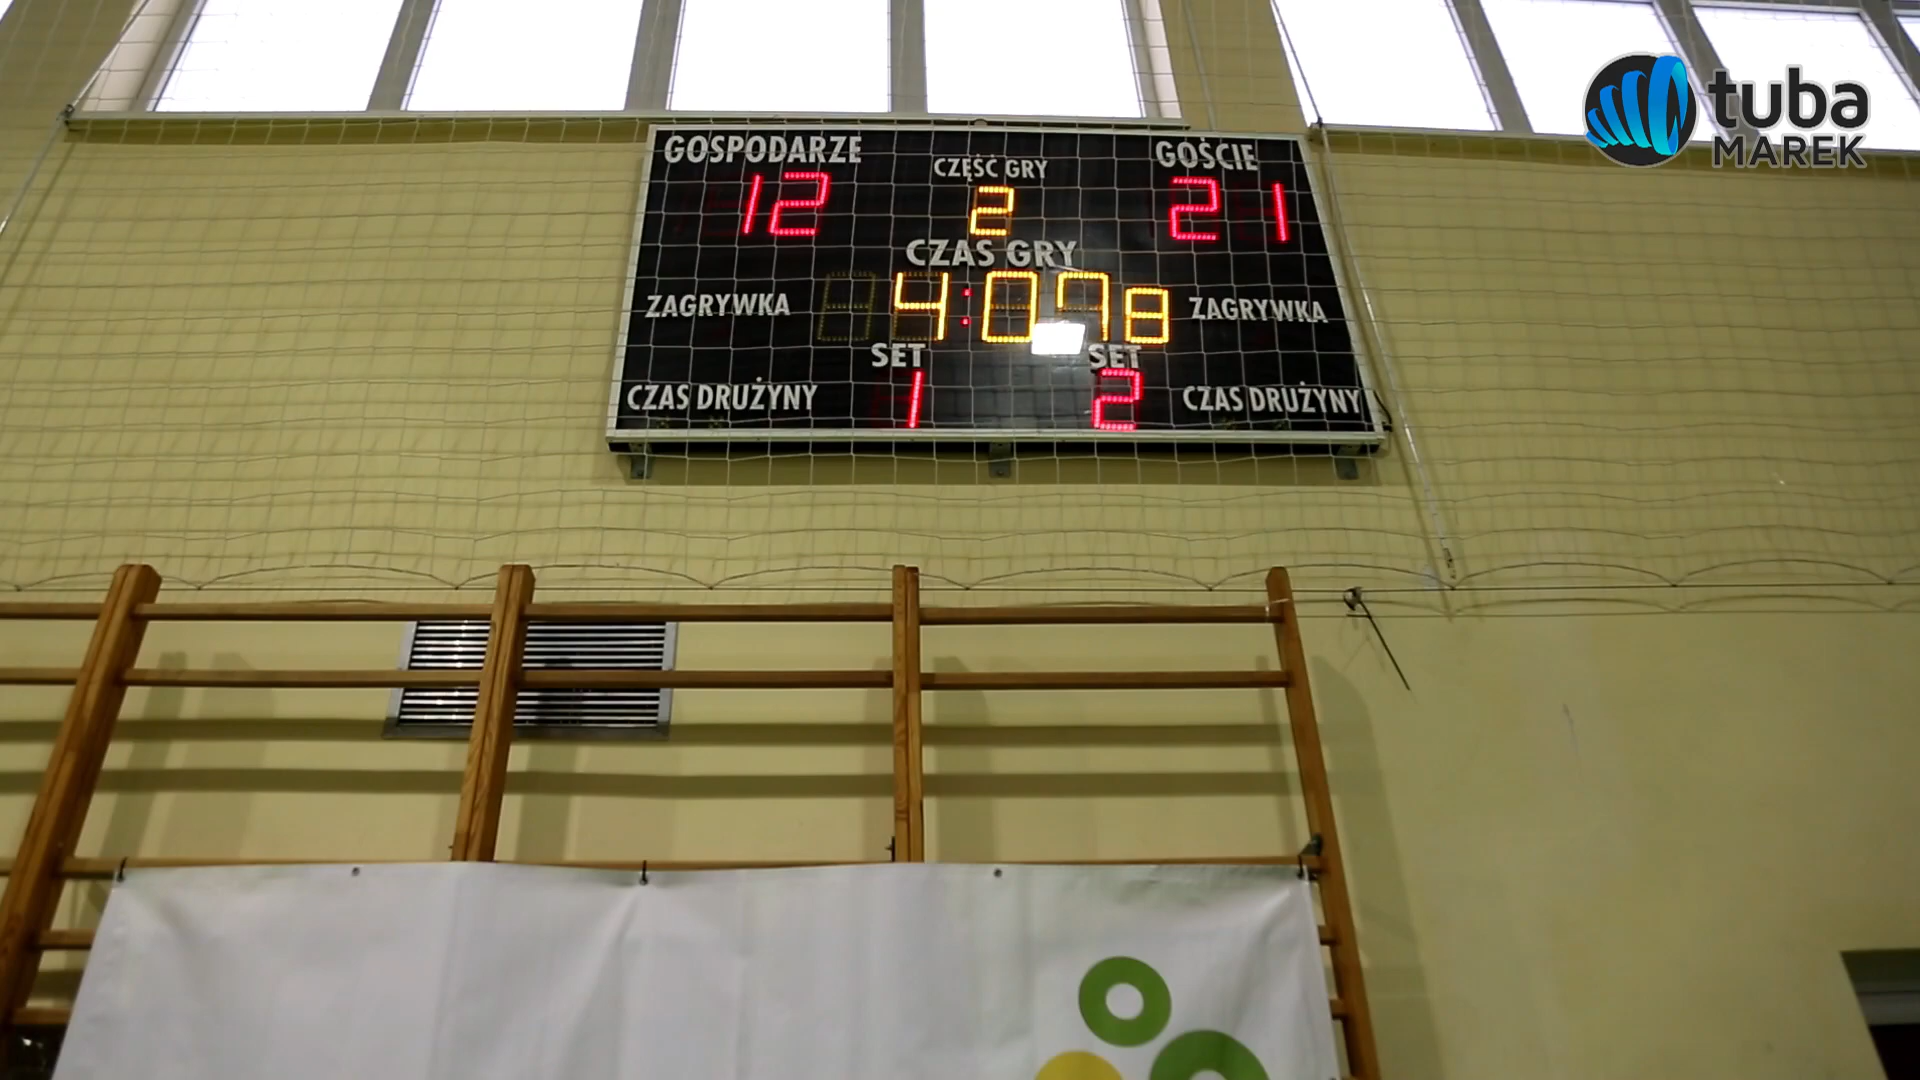 tuba
MAREK
GOSPODARZE
CZĘŚĆ GRY
GOŚCIE
12
2
21
CZAS GRY
ZAGRYWKA
4:078
ZAGRYWKA
SET
SET
CZAS DRUŻYNY
1
2
CZAS DRUŻYNY